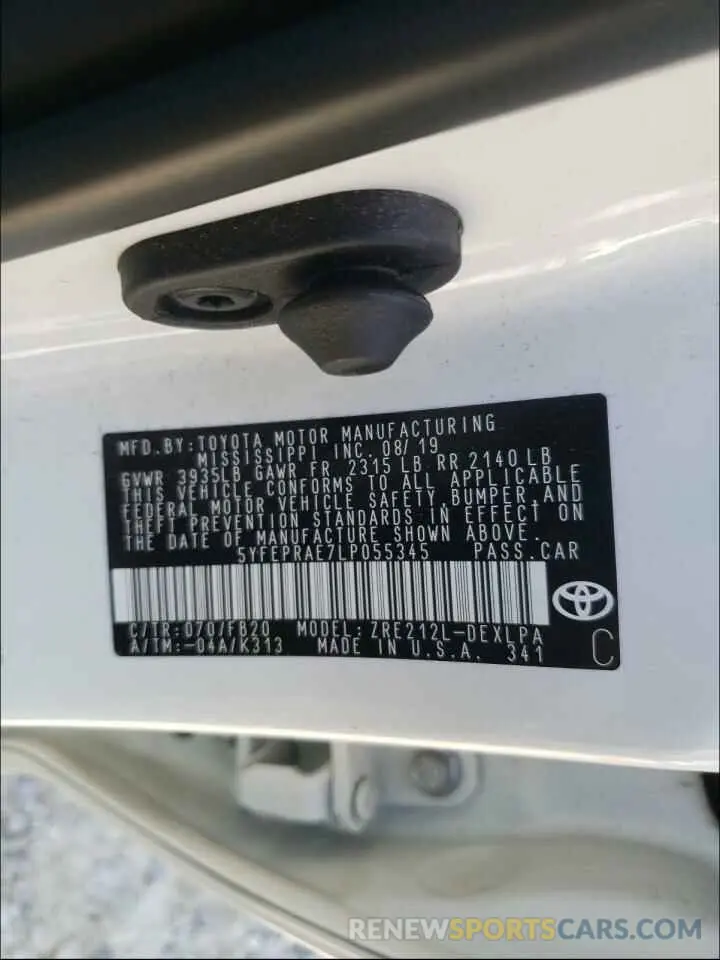 MFD.BY:TOYOTA MOTOR MANUFACTURING
MISSISSIPPI INC. 08/19
GVWR 3935LB GAWR FR 2315 LB RR 2140 LB
THIS VEHICLE CONFORMS TO ALL APPLICABLE
FEDERAL MOTOR VEHICLE SAFETY, BUMPER, AND
THEFT PREVENTION STANDARDS IN EFFECT ON
THE DATE OF MANUFACTURE SHOWN ABOVE.
5YFEPRAE7LP055345 PASS.CAR
C/TR:070/FB20 MODEL:ZRE212L-DEXLPA
A/TM:-04A/K313 MADE IN U.S.A. 341 C
RENEWSPORTSCARS.COM